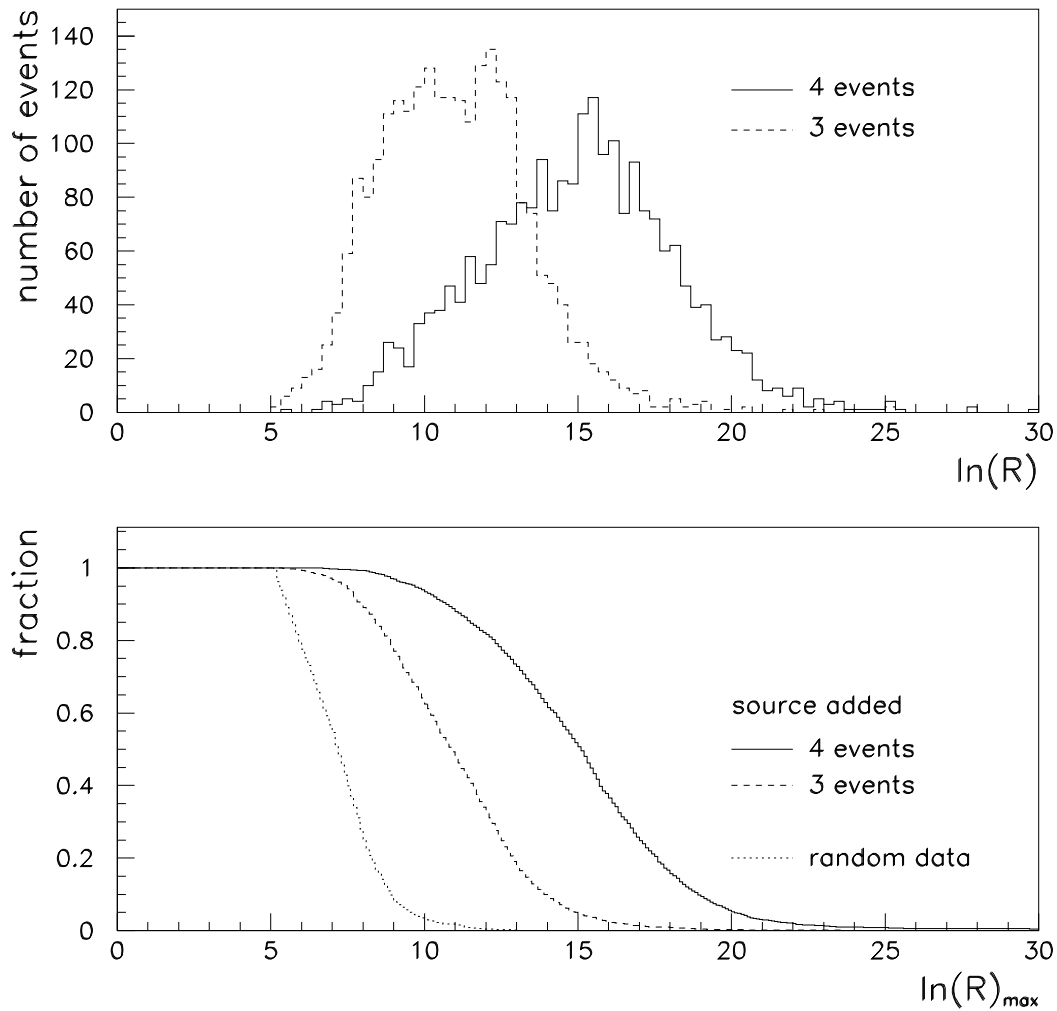 number of events
140
120
100
80
60
40
20
0
4 events
3 events
0 5 10 15 20 25 30
ln(R)
fraction
1
0.8
0.6
0.4
0.2
0
source added
4 events
3 events
random data
0 5 10 15 20 25 30
ln(R)max